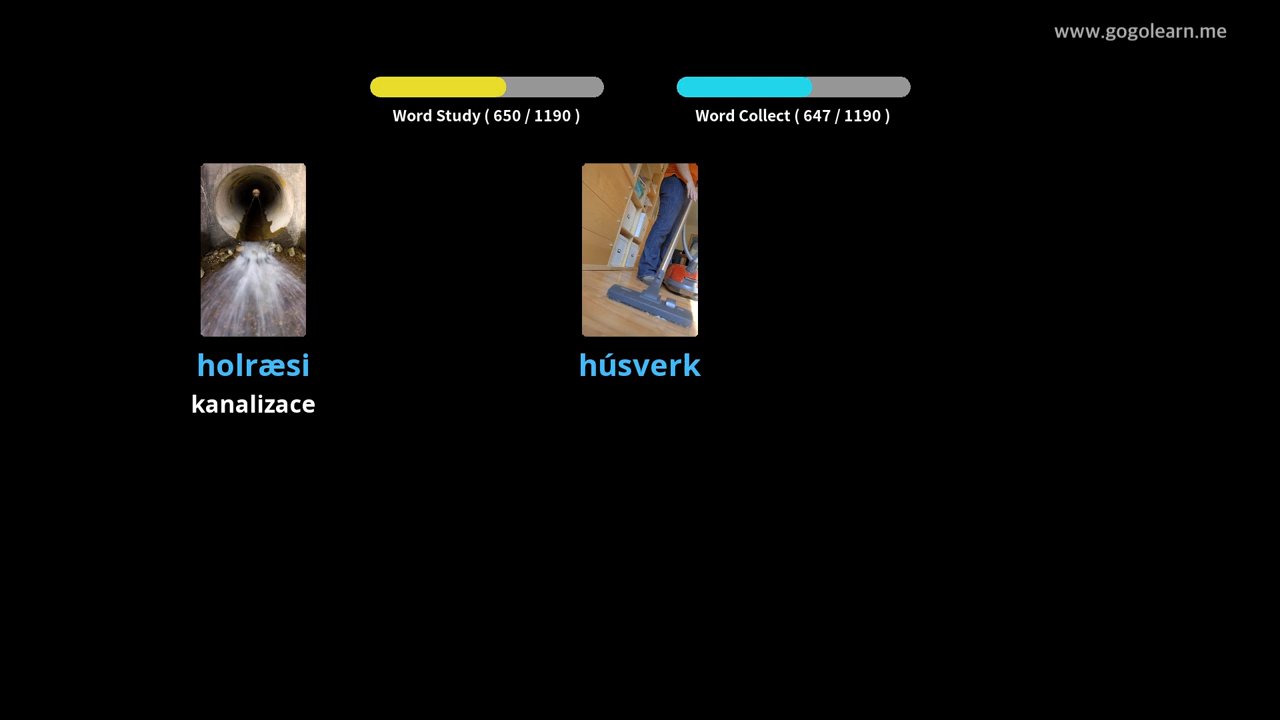 www.gogolearn.me
Word Study ( 650 / 1190 )
Word Collect ( 647 / 1190 )
holræsi
kanalizace
húsverk